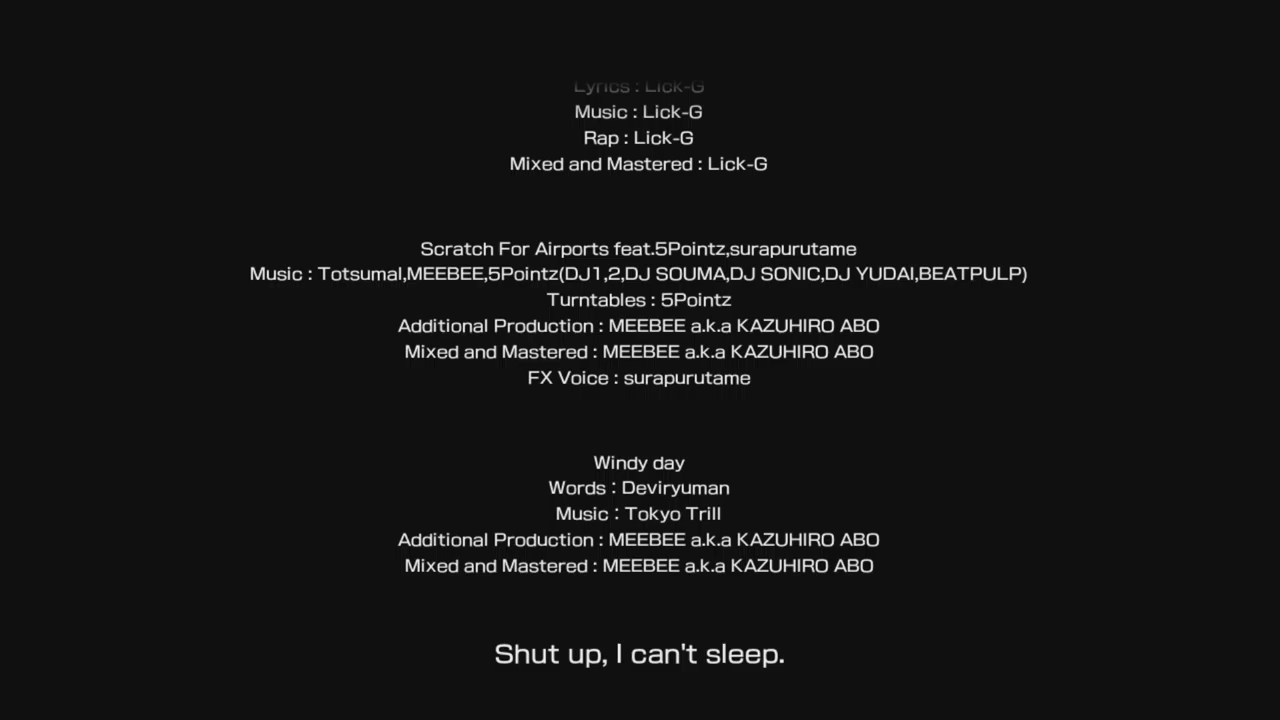 Lyrics : Lick-G
Music : Lick-G
Rap : Lick-G
Mixed and Mastered : Lick-G
Scratch For Airports feat.5Pointz,surapurutame
Music : Totsumal,MEEBEE,5Pointz(DJ1,2,DJ SOUMA,DJ SONIC,DJ YUDAI,BEATPULP)
Turntables : 5Pointz
Additional Production : MEEBEE a.k.a KAZUHIRO ABO
Mixed and Mastered : MEEBEE a.k.a KAZUHIRO ABO
FX Voice : surapurutame
Windy day
Words : Deviryuman
Music : Tokyo Trill
Additional Production : MEEBEE a.k.a KAZUHIRO ABO
Mixed and Mastered : MEEBEE a.k.a KAZUHIRO ABO
Shut up, I can't sleep.